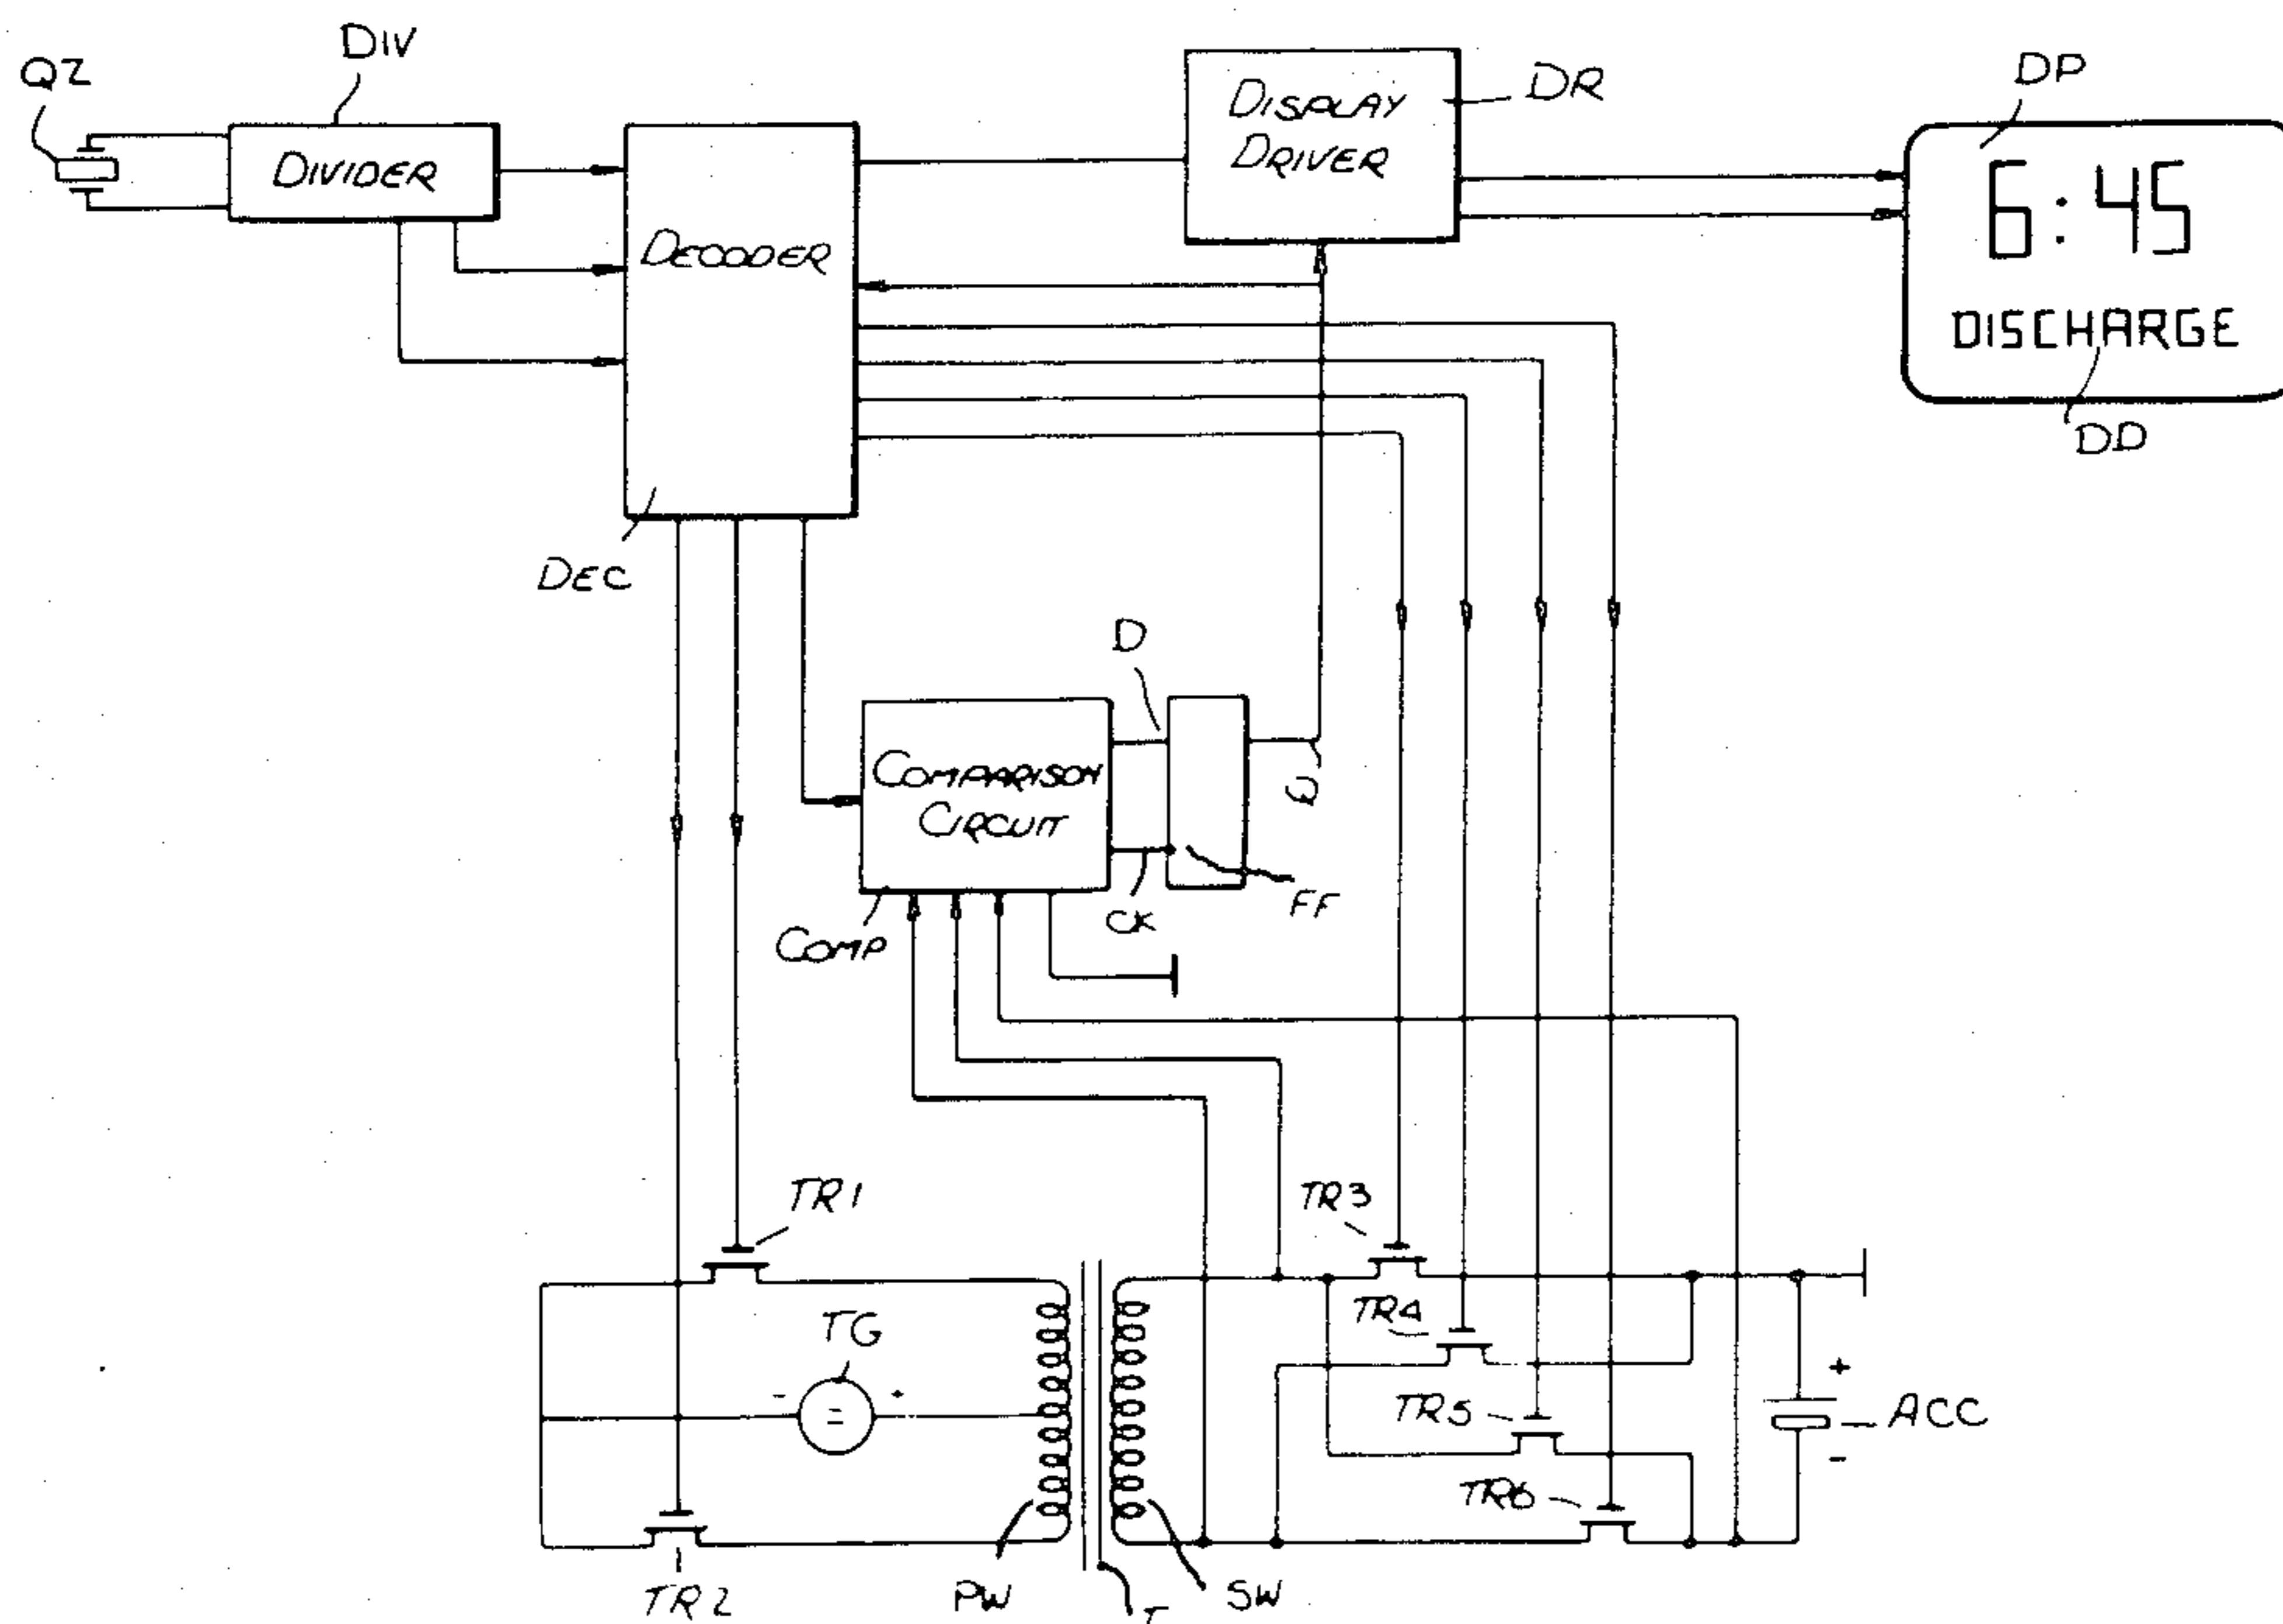 QZ
DIV
DIVIDER
DECODER
DEC
DISPLAY
DRIVER
DR
DP
6:45
DISCHARGE
DD
D
COMPARISON
CIRCUIT
COMP
CK
FF
Q
TR1
TG
- +
=
TR2
PW
T
SW
TR3
TR4
TR5
TR6
+
ACC
-